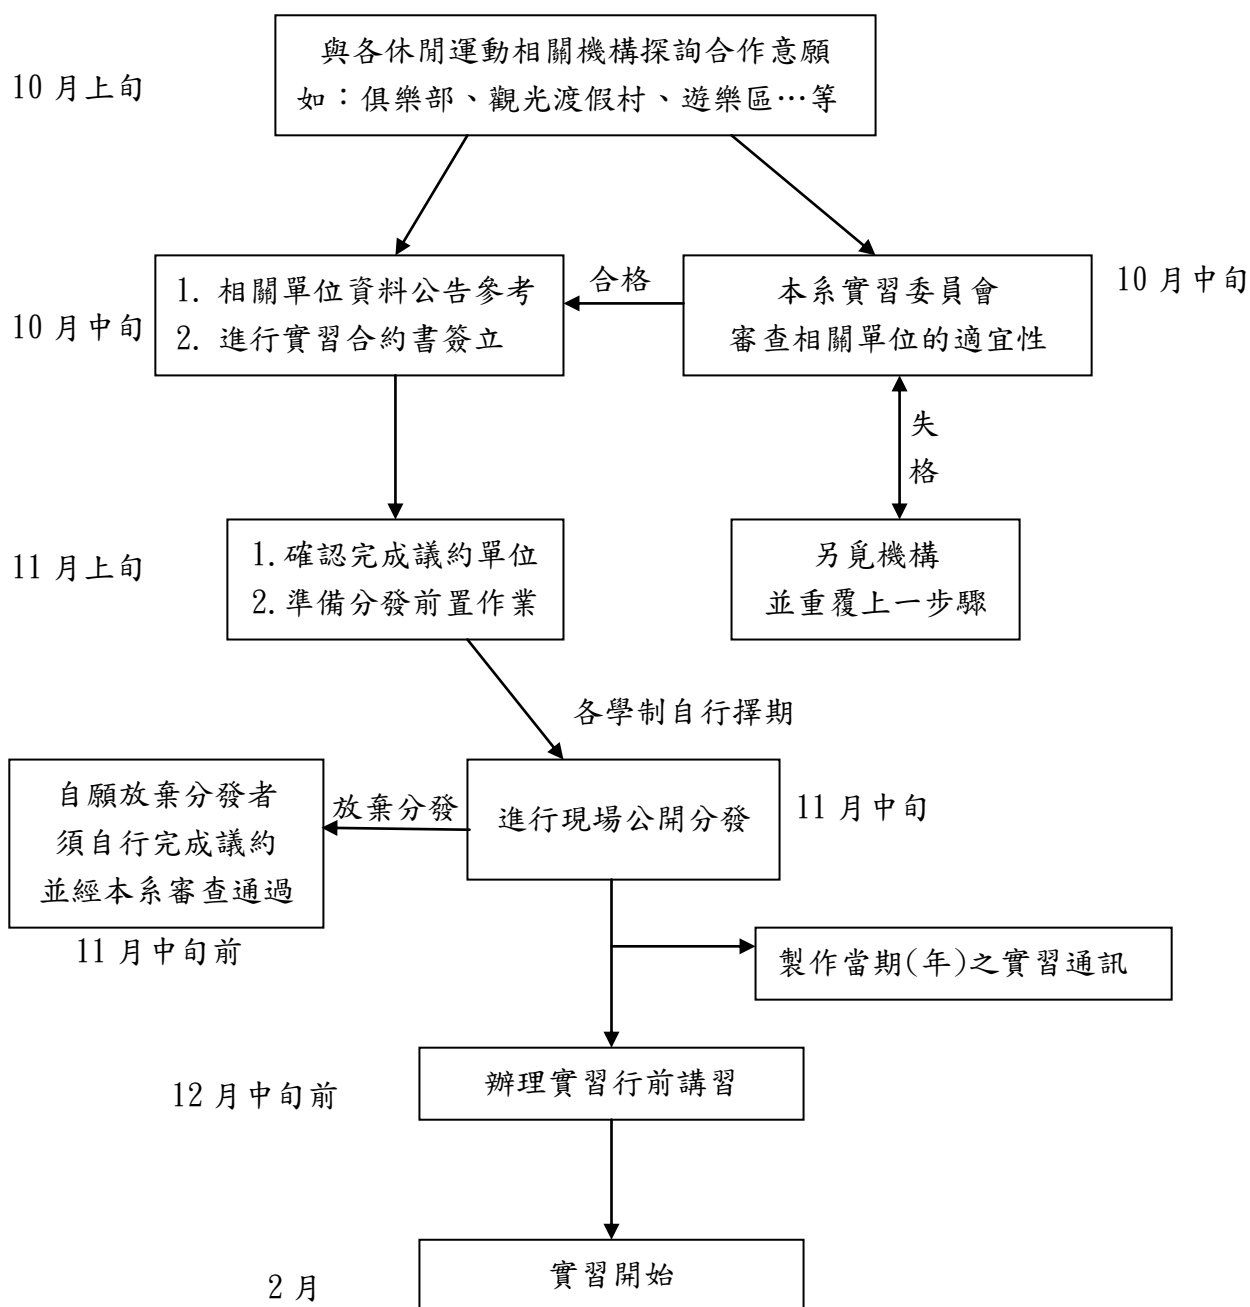 與各休閒運動相關機構探詢合作意願
如：俱樂部、觀光渡假村、遊樂區…等
10 月上旬
1. 相關單位資料公告參考
2. 進行實習合約書簽立
10 月中旬
合格
本系實習委員會
審查相關單位的適宜性
10 月中旬
失
格
11 月上旬
1.確認完成議約單位
2.準備分發前置作業
另覓機構
並重覆上一步驟
各學制自行擇期
自願放棄分發者
須自行完成議約
並經本系審查通過
放棄分發
進行現場公開分發
11 月中旬
11 月中旬前
製作當期(年)之實習通訊
12 月中旬前
辦理實習行前講習
2 月
實習開始